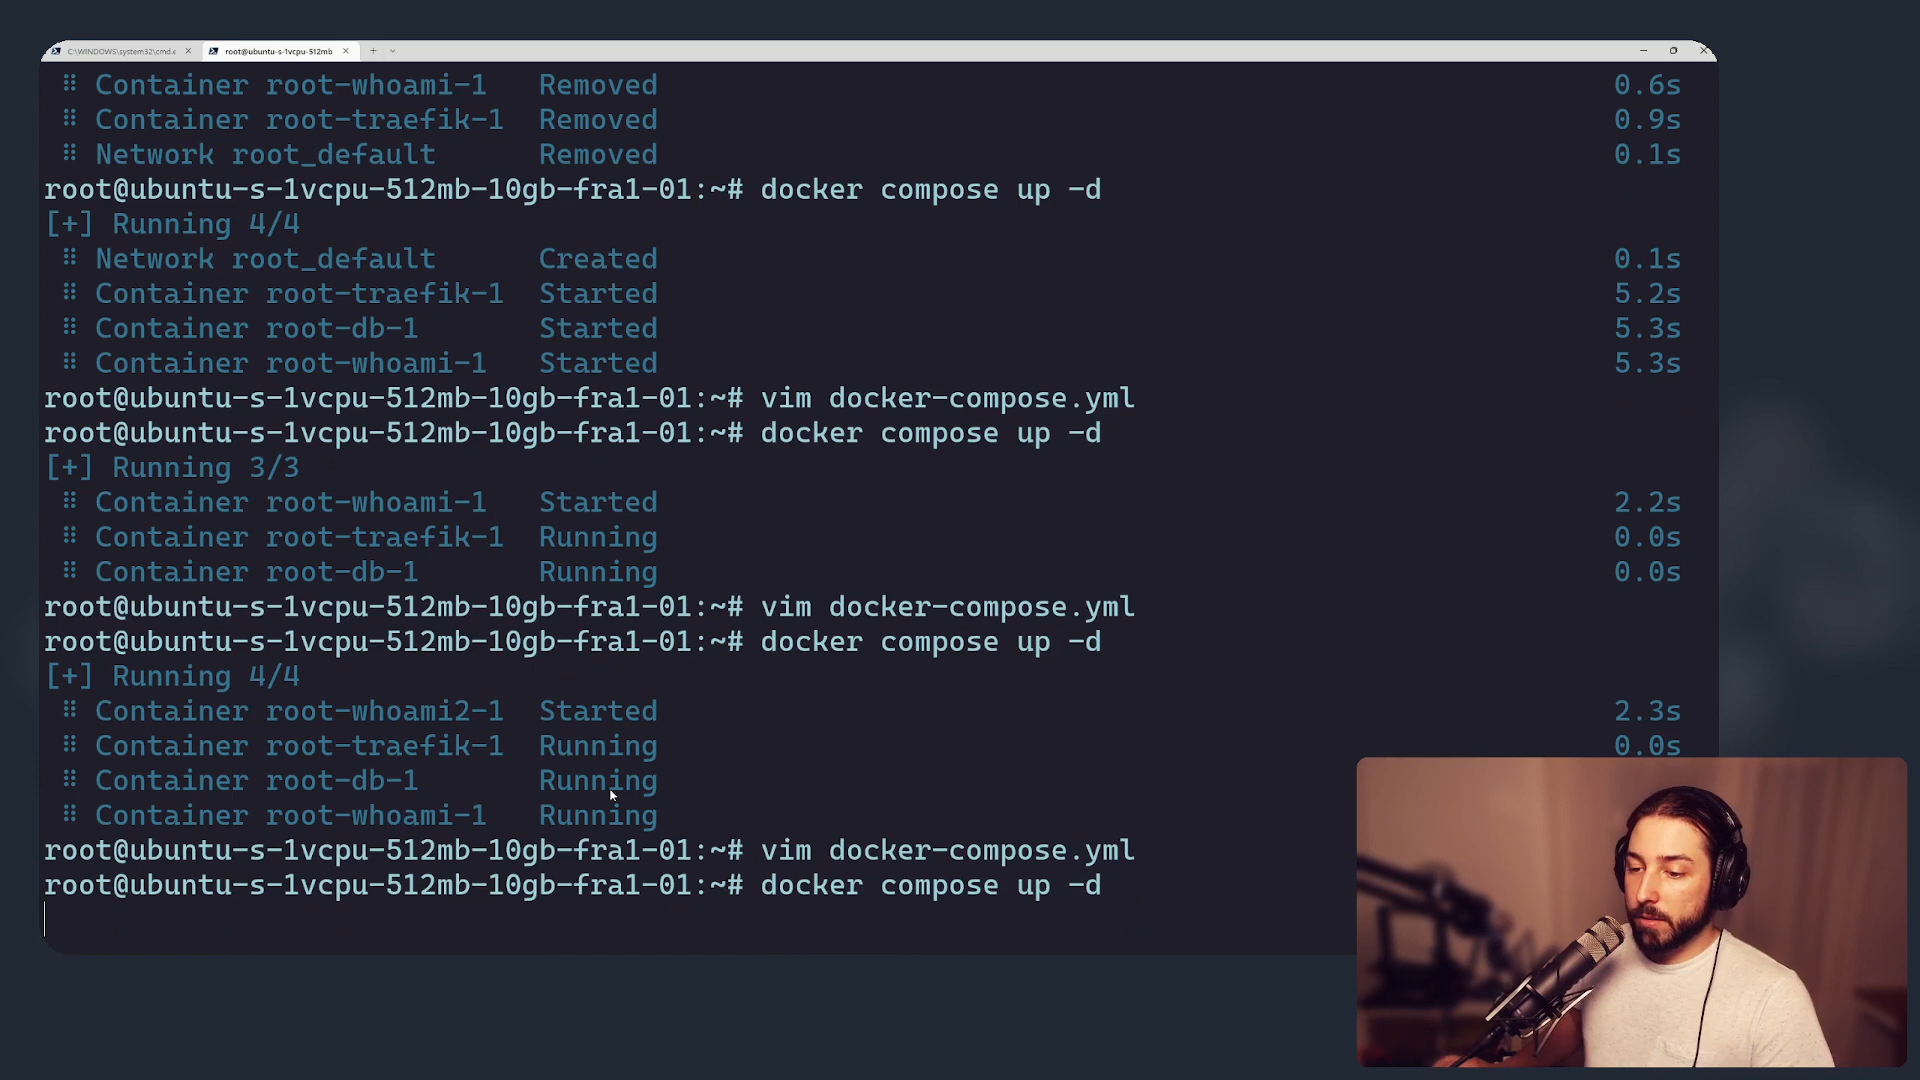 C:\WINDOWS\system32\cmd.e
root@ubuntu-s-1vcpu-512mb
Container root-whoami-1 Removed 0.6s
Container root-traefik-1 Removed 0.9s
Network root_default Removed 0.1s
root@ubuntu-s-1vcpu-512mb-10gb-fra1-01:~# docker compose up -d
[+] Running 4/4
Network root_default Created 0.1s
Container root-traefik-1 Started 5.2s
Container root-db-1 Started 5.3s
Container root-whoami-1 Started 5.3s
root@ubuntu-s-1vcpu-512mb-10gb-fra1-01:~# vim docker-compose.yml
root@ubuntu-s-1vcpu-512mb-10gb-fra1-01:~# docker compose up -d
[+] Running 3/3
Container root-whoami-1 Started 2.2s
Container root-traefik-1 Running 0.0s
Container root-db-1 Running 0.0s
root@ubuntu-s-1vcpu-512mb-10gb-fra1-01:~# vim docker-compose.yml
root@ubuntu-s-1vcpu-512mb-10gb-fra1-01:~# docker compose up -d
[+] Running 4/4
Container root-whoami2-1 Started 2.3s
Container root-traefik-1 Running 0.0s
Container root-db-1 Running
Container root-whoami-1 Running
root@ubuntu-s-1vcpu-512mb-10gb-fra1-01:~# vim docker-compose.yml
root@ubuntu-s-1vcpu-512mb-10gb-fra1-01:~# docker compose up -d